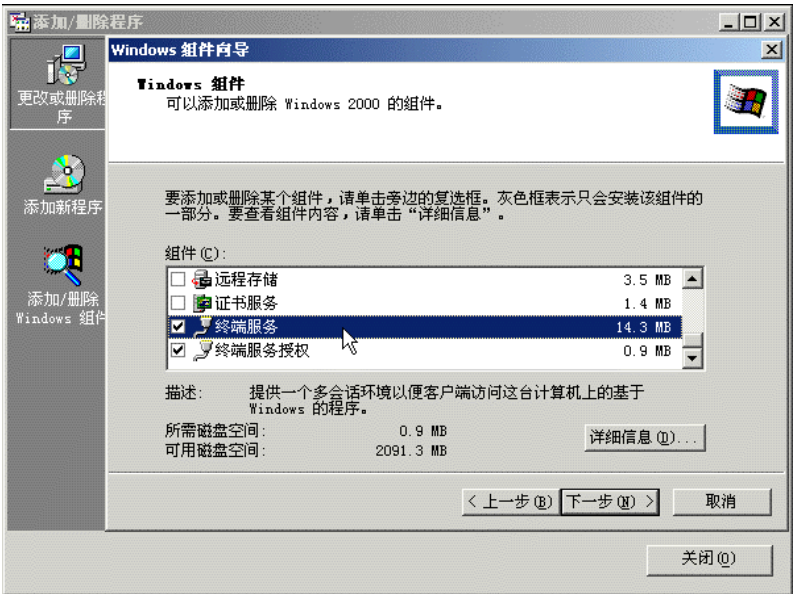 添加/删除程序
更改或删除程
序
添加新程序
添加/删除
Windows 组件
Windows 组件向导
Windows 组件
可以添加或删除 Windows 2000 的组件。
要添加或删除某个组件，请单击旁边的复选框。灰色框表示只会安装该组件的
一部分。要查看组件内容，请单击“详细信息”。
组件(C):
远程存储 3.5 MB
证书服务 1.4 MB
终端服务 14.3 MB
终端服务授权 0.9 MB
描述: 提供一个多会话环境以便客户端访问这台计算机上的基于
Windows 的程序。
所需磁盘空间: 0.9 MB
可用磁盘空间: 2091.3 MB
详细信息(D)...
< 上一步(B) 下一步(N) > 取消
关闭(O)